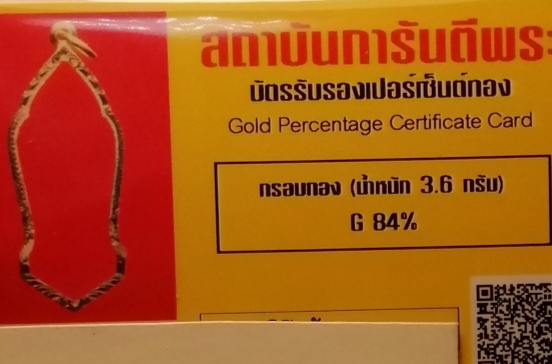 สถาบันการันตีพระ
บัตรรับรองเปอร์เซ็นต์ทอง
Gold Percentage Certificate Card
กรอบทอง (น้ำหนัก 3.6 กรัม)
G 84%